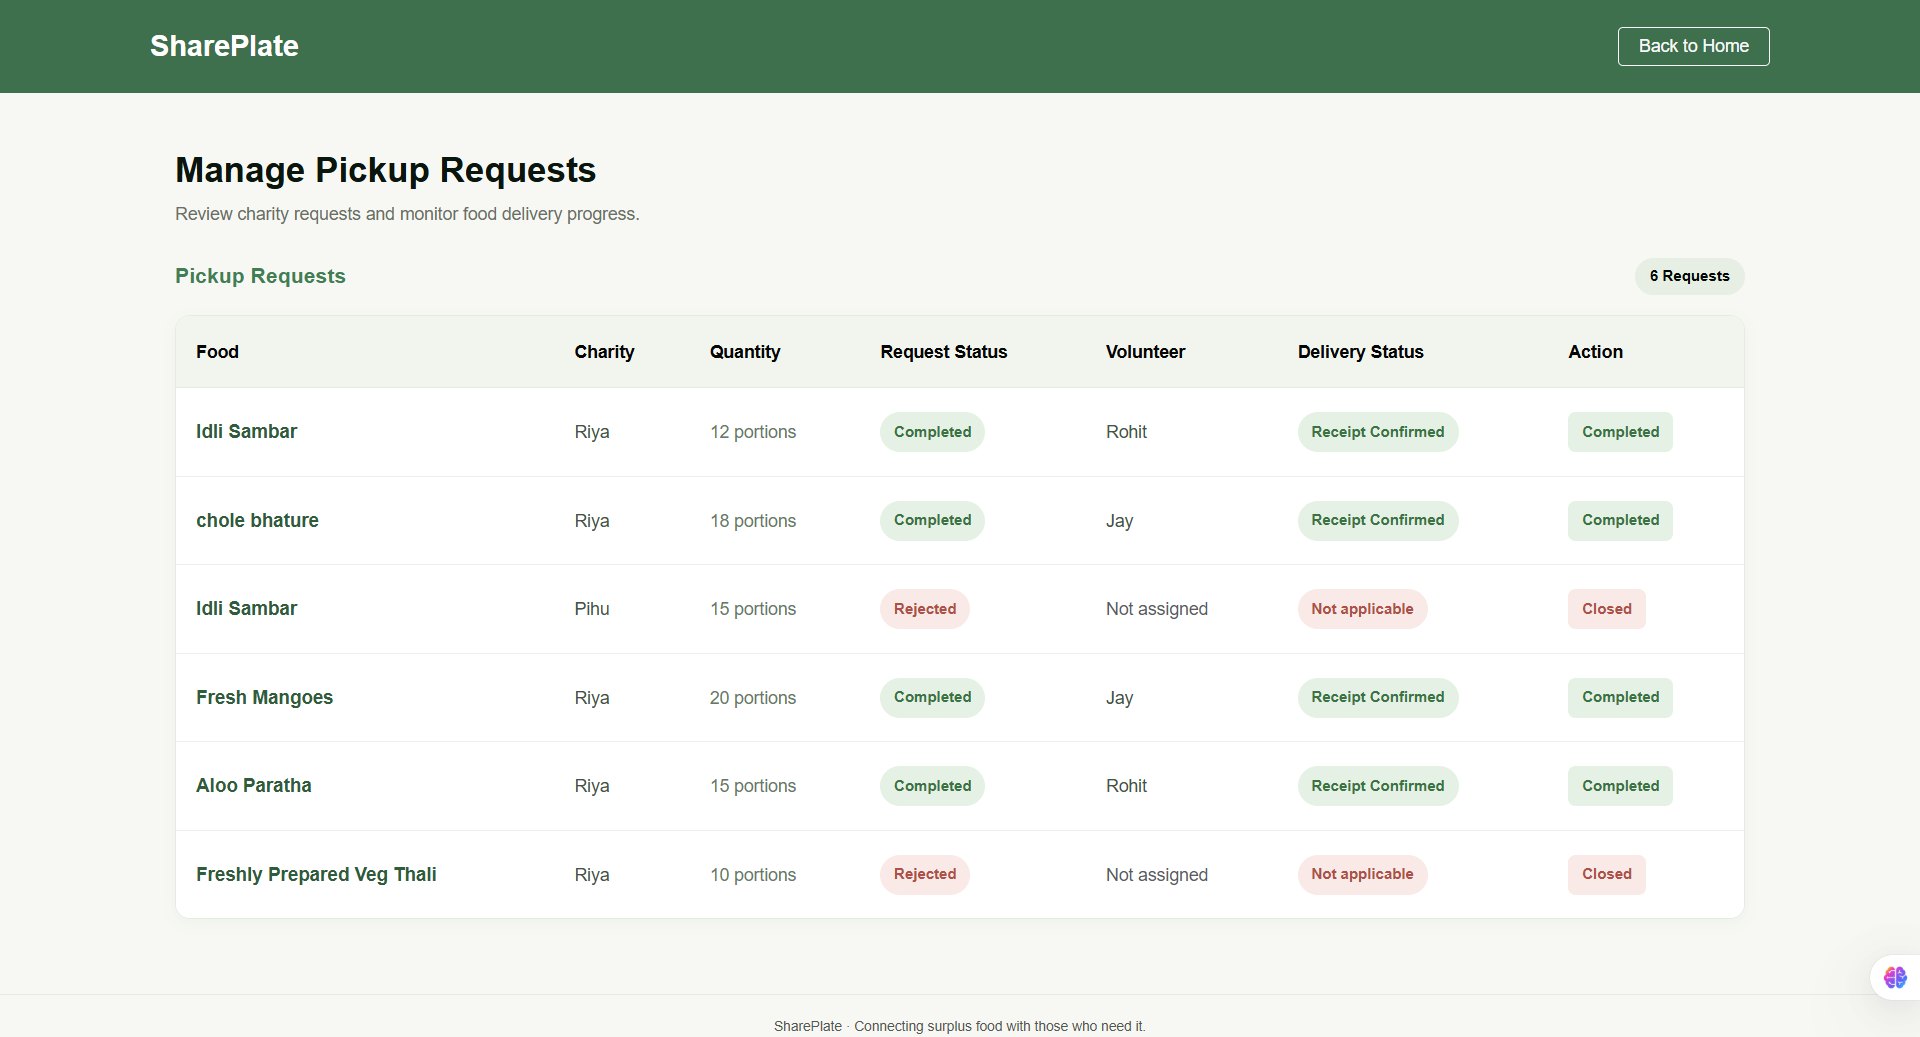 SharePlate
Back to Home
Manage Pickup Requests
Review charity requests and monitor food delivery progress.
Pickup Requests
6 Requests
Food Charity Quantity Request Status Volunteer Delivery Status Action
Idli Sambar Riya 12 portions Completed Rohit Receipt Confirmed Completed
chole bhature Riya 18 portions Completed Jay Receipt Confirmed Completed
Idli Sambar Pihu 15 portions Rejected Not assigned Not applicable Closed
Fresh Mangoes Riya 20 portions Completed Jay Receipt Confirmed Completed
Aloo Paratha Riya 15 portions Completed Rohit Receipt Confirmed Completed
Freshly Prepared Veg Thali Riya 10 portions Rejected Not assigned Not applicable Closed
SharePlate · Connecting surplus food with those who need it.